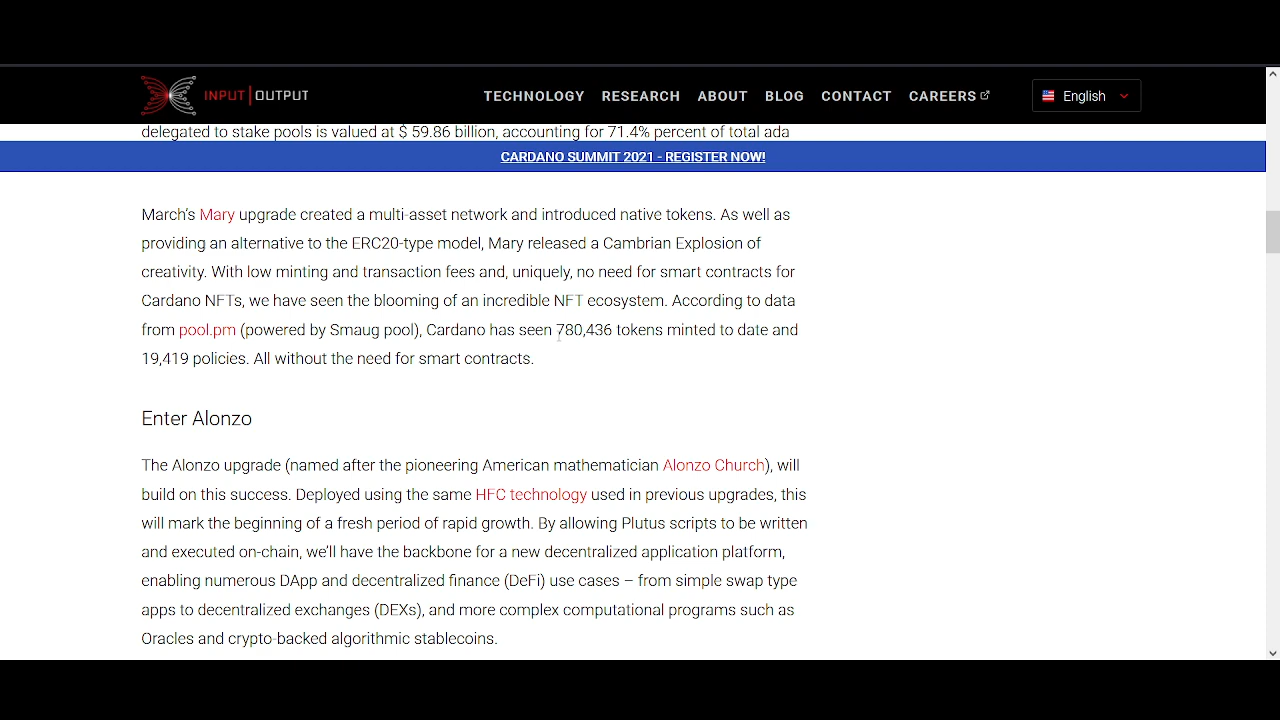 INPUT | OUTPUT
TECHNOLOGY RESEARCH ABOUT BLOG CONTACT CAREERS
English
delegated to stake pools is valued at $ 59.86 billion, accounting for 71.4% percent of total ada
CARDANO SUMMIT 2021 - REGISTER NOW!
March's Mary upgrade created a multi-asset network and introduced native tokens. As well as
providing an alternative to the ERC20-type model, Mary released a Cambrian Explosion of
creativity. With low minting and transaction fees and, uniquely, no need for smart contracts for
Cardano NFTs, we have seen the blooming of an incredible NFT ecosystem. According to data
from pool.pm (powered by Smaug pool), Cardano has seen 780,436 tokens minted to date and
19,419 policies. All without the need for smart contracts.
Enter Alonzo
The Alonzo upgrade (named after the pioneering American mathematician Alonzo Church), will
build on this success. Deployed using the same HFC technology used in previous upgrades, this
will mark the beginning of a fresh period of rapid growth. By allowing Plutus scripts to be written
and executed on-chain, we'll have the backbone for a new decentralized application platform,
enabling numerous DApp and decentralized finance (DeFi) use cases – from simple swap type
apps to decentralized exchanges (DEXs), and more complex computational programs such as
Oracles and crypto-backed algorithmic stablecoins.